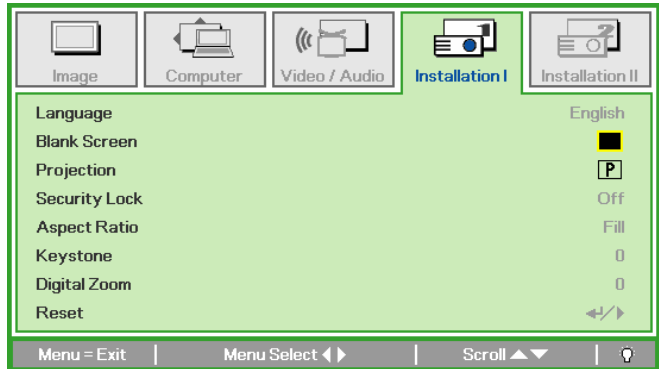 Image Computer Video / Audio Installation I Installation II
Language English
Blank Screen
Projection P
Security Lock Off
Aspect Ratio Fill
Keystone 0
Digital Zoom 0
Reset ↵/▶
Menu = Exit Menu Select ◀ ▶ Scroll ▲▼